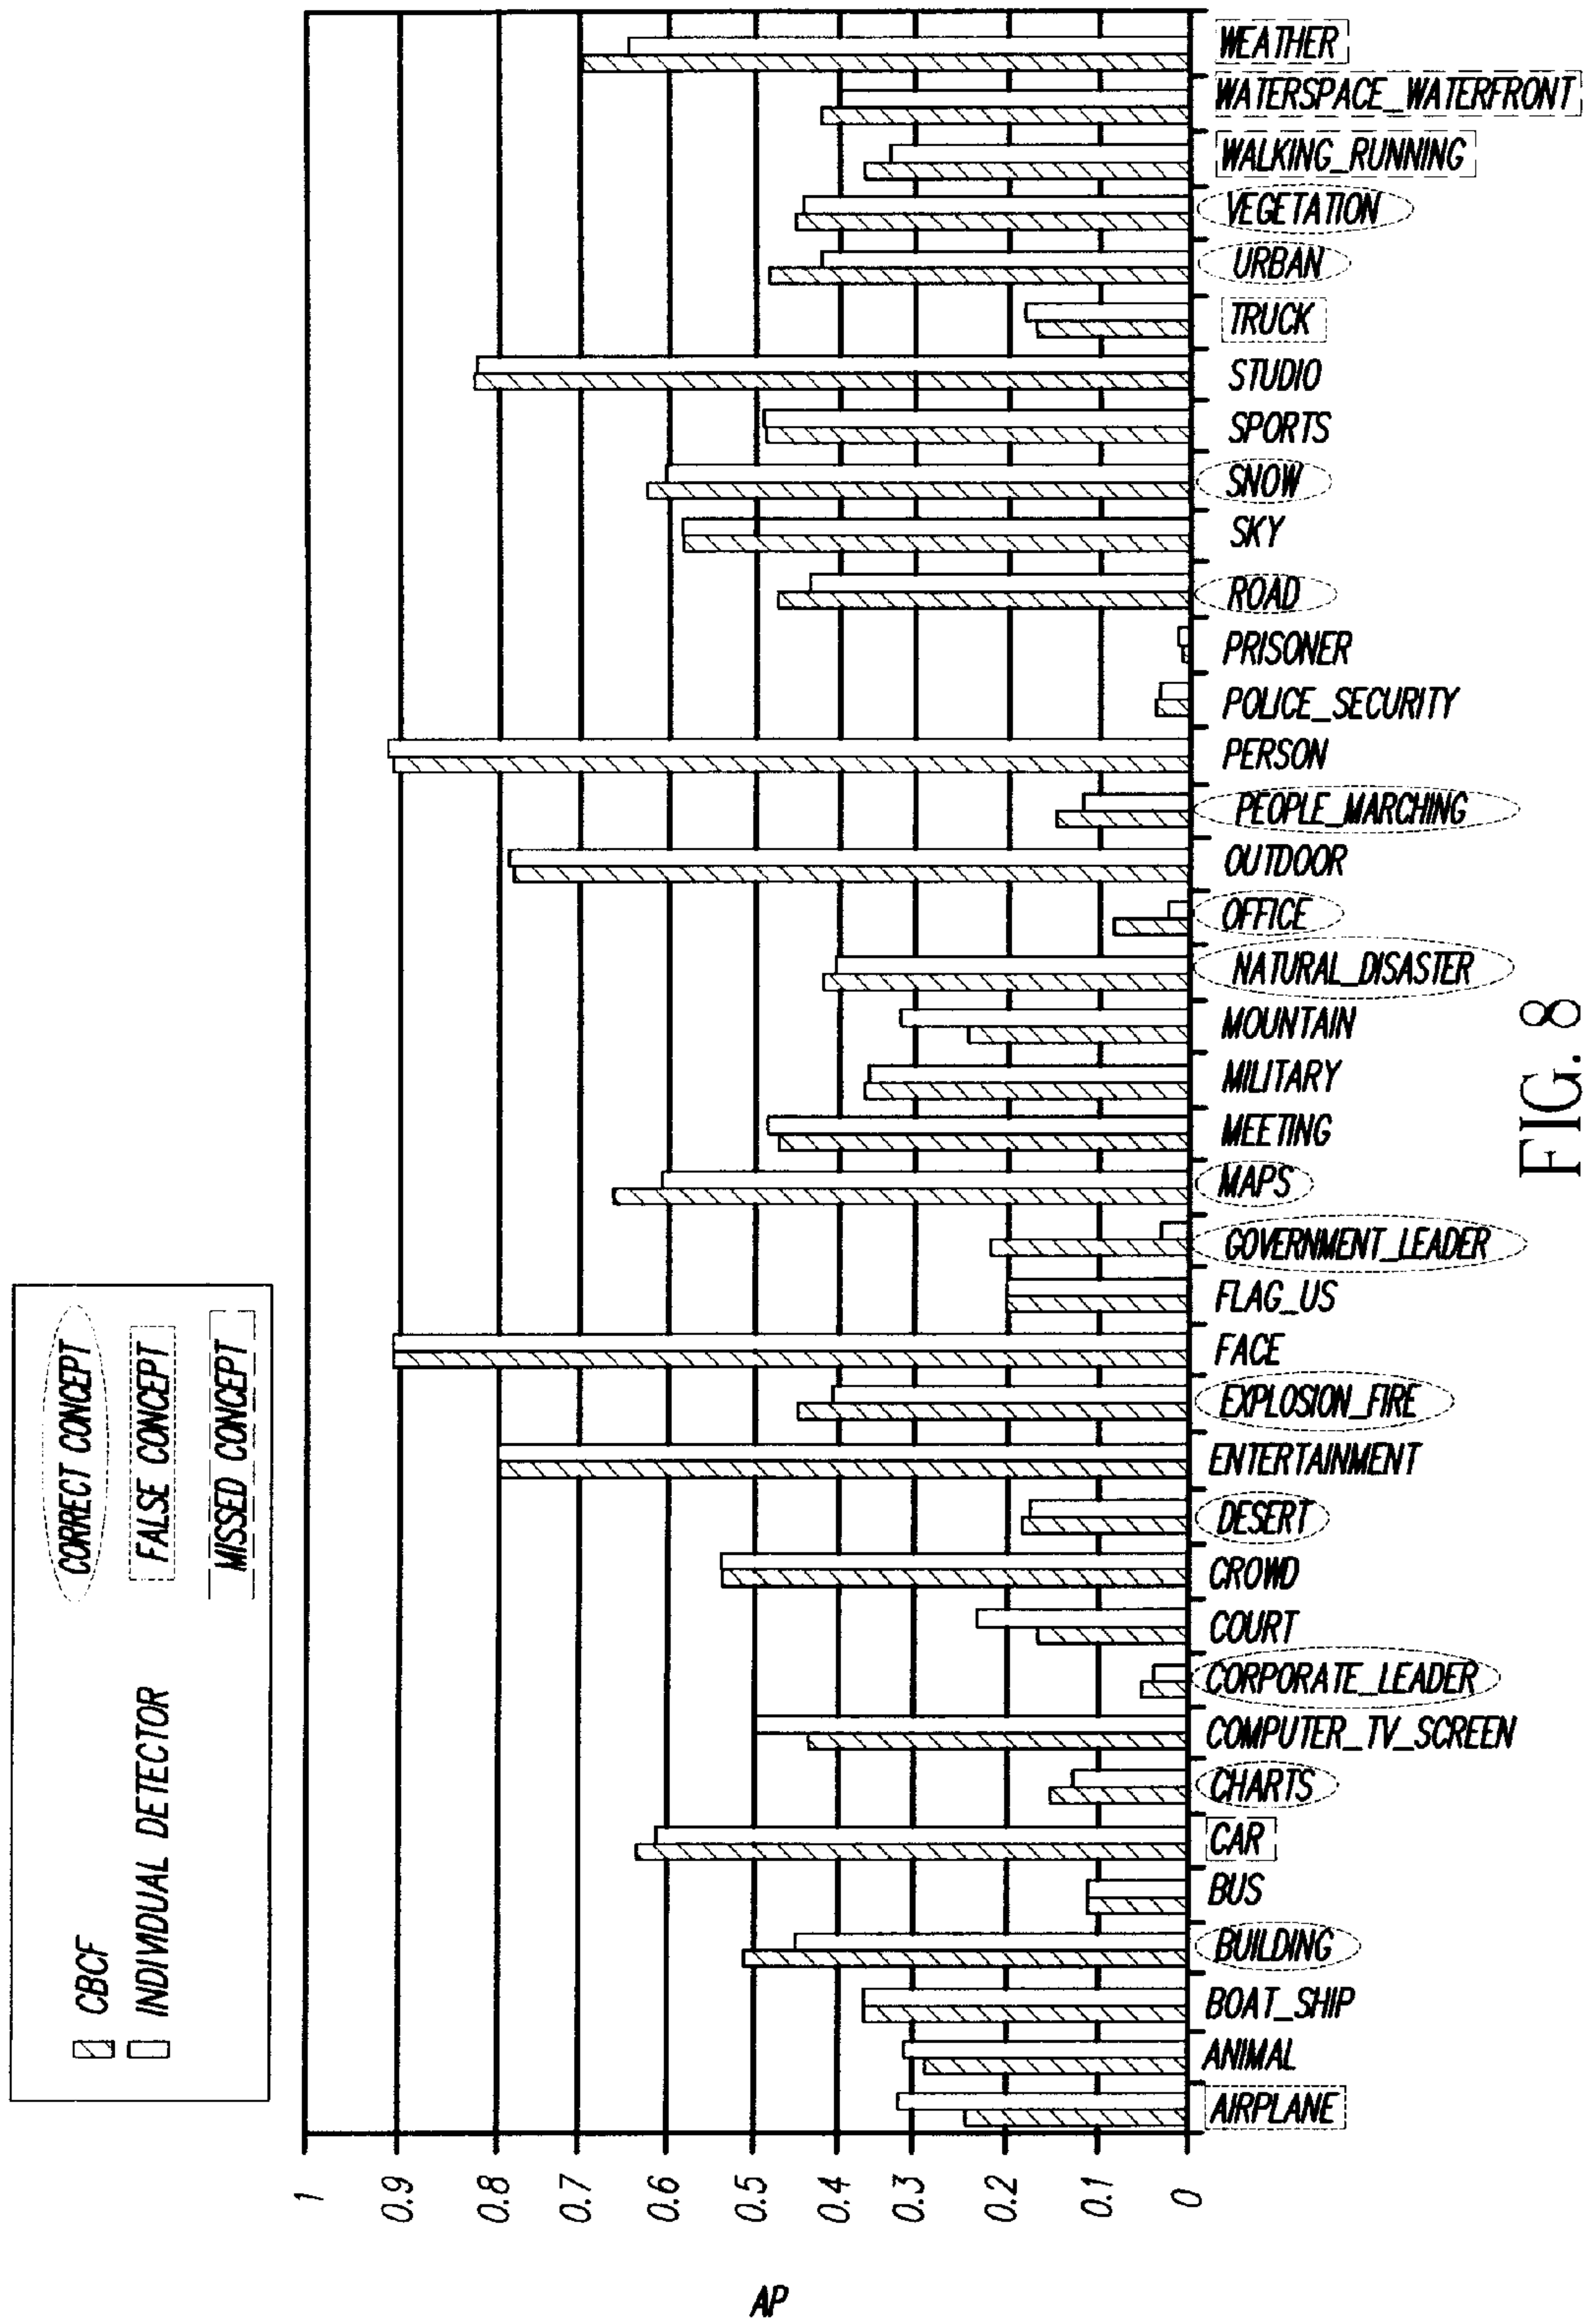 CBCF
INDIVIDUAL DETECTOR
CORRECT CONCEPT
FALSE CONCEPT
MISSED CONCEPT
AP
1
0.9
0.8
0.7
0.6
0.5
0.4
0.3
0.2
0.1
0
AIRPLANE
ANIMAL
BOAT_SHIP
BUILDING
BUS
CAR
CHARTS
COMPUTER_TV_SCREEN
CORPORATE_LEADER
COURT
CROWD
DESERT
ENTERTAINMENT
EXPLOSION_FIRE
FACE
FLAG_US
GOVERNMENT_LEADER
MAPS
MEETING
MILITARY
MOUNTAIN
NATURAL_DISASTER
OFFICE
OUTDOOR
PEOPLE_MARCHING
PERSON
POLICE_SECURITY
PRISONER
ROAD
SKY
SNOW
SPORTS
STUDIO
TRUCK
URBAN
VEGETATION
WALKING_RUNNING
WATERSPACE_WATERFRONT
WEATHER
FIG. 8